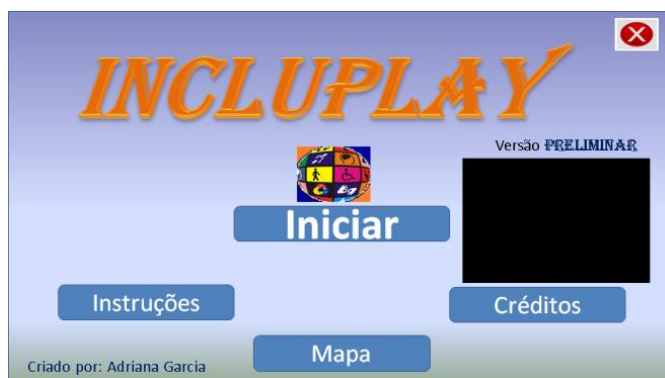 INCLUPLAY
Versão PRELIMINAR
Iniciar
Instruções
Créditos
Mapa
Criado por: Adriana Garcia